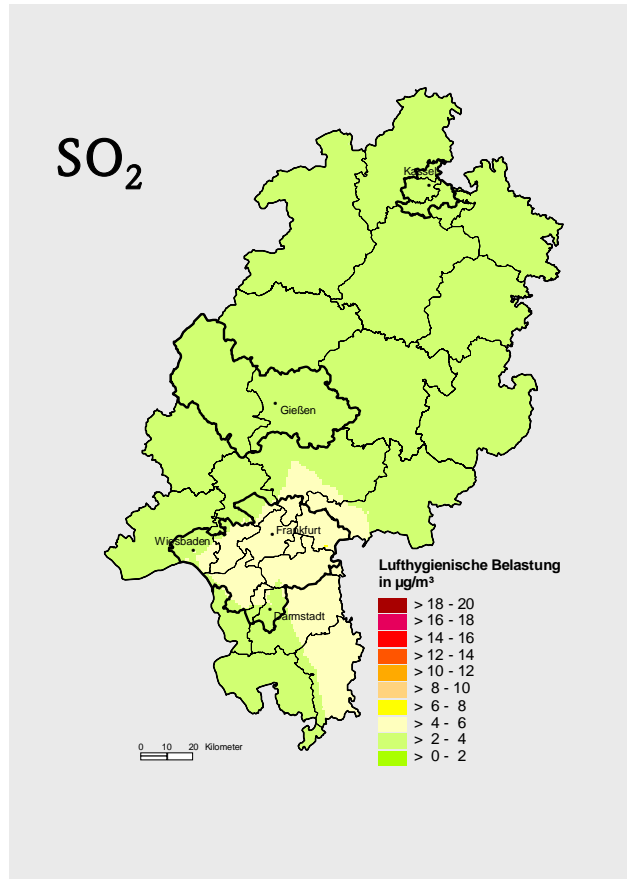 SO₂
Kassel
Gießen
Frankfurt
Wiesbaden
Darmstadt
Lufthygienische Belastung
in µg/m³
> 18 - 20
> 16 - 18
> 14 - 16
> 12 - 14
> 10 - 12
> 8 - 10
> 6 - 8
> 4 - 6
> 2 - 4
> 0 - 2
0 10 20 Kilometer